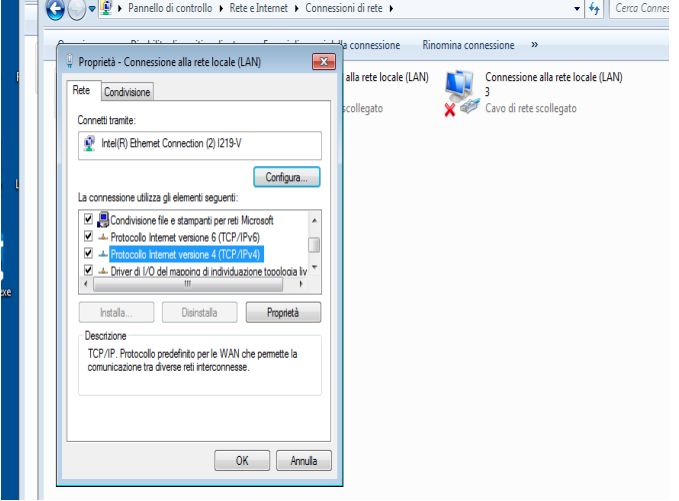 Pannello di controllo
Rete e Internet
Connessioni di rete
Cerca Connes
la connessione
Rinomina connessione
»
Proprietà - Connessione alla rete locale (LAN)
Rete
Condivisione
Connetti tramite:
Intel(R) Ethernet Connection (2) I219-V
Configura...
La connessione utilizza gli elementi seguenti:
Condivisione file e stampanti per reti Microsoft
Protocollo Internet versione 6 (TCP/IPv6)
Protocollo Internet versione 4 (TCP/IPv4)
Driver di I/O del mapping di individuazione topologia liv
Installa...
Disinstalla
Proprietà
Descrizione
TCP/IP. Protocollo predefinito per le WAN che permette la
comunicazione tra diverse reti interconnesse.
OK
Annulla
alla rete locale (LAN)
scollegato
Connessione alla rete locale (LAN)
3
Cavo di rete scollegato